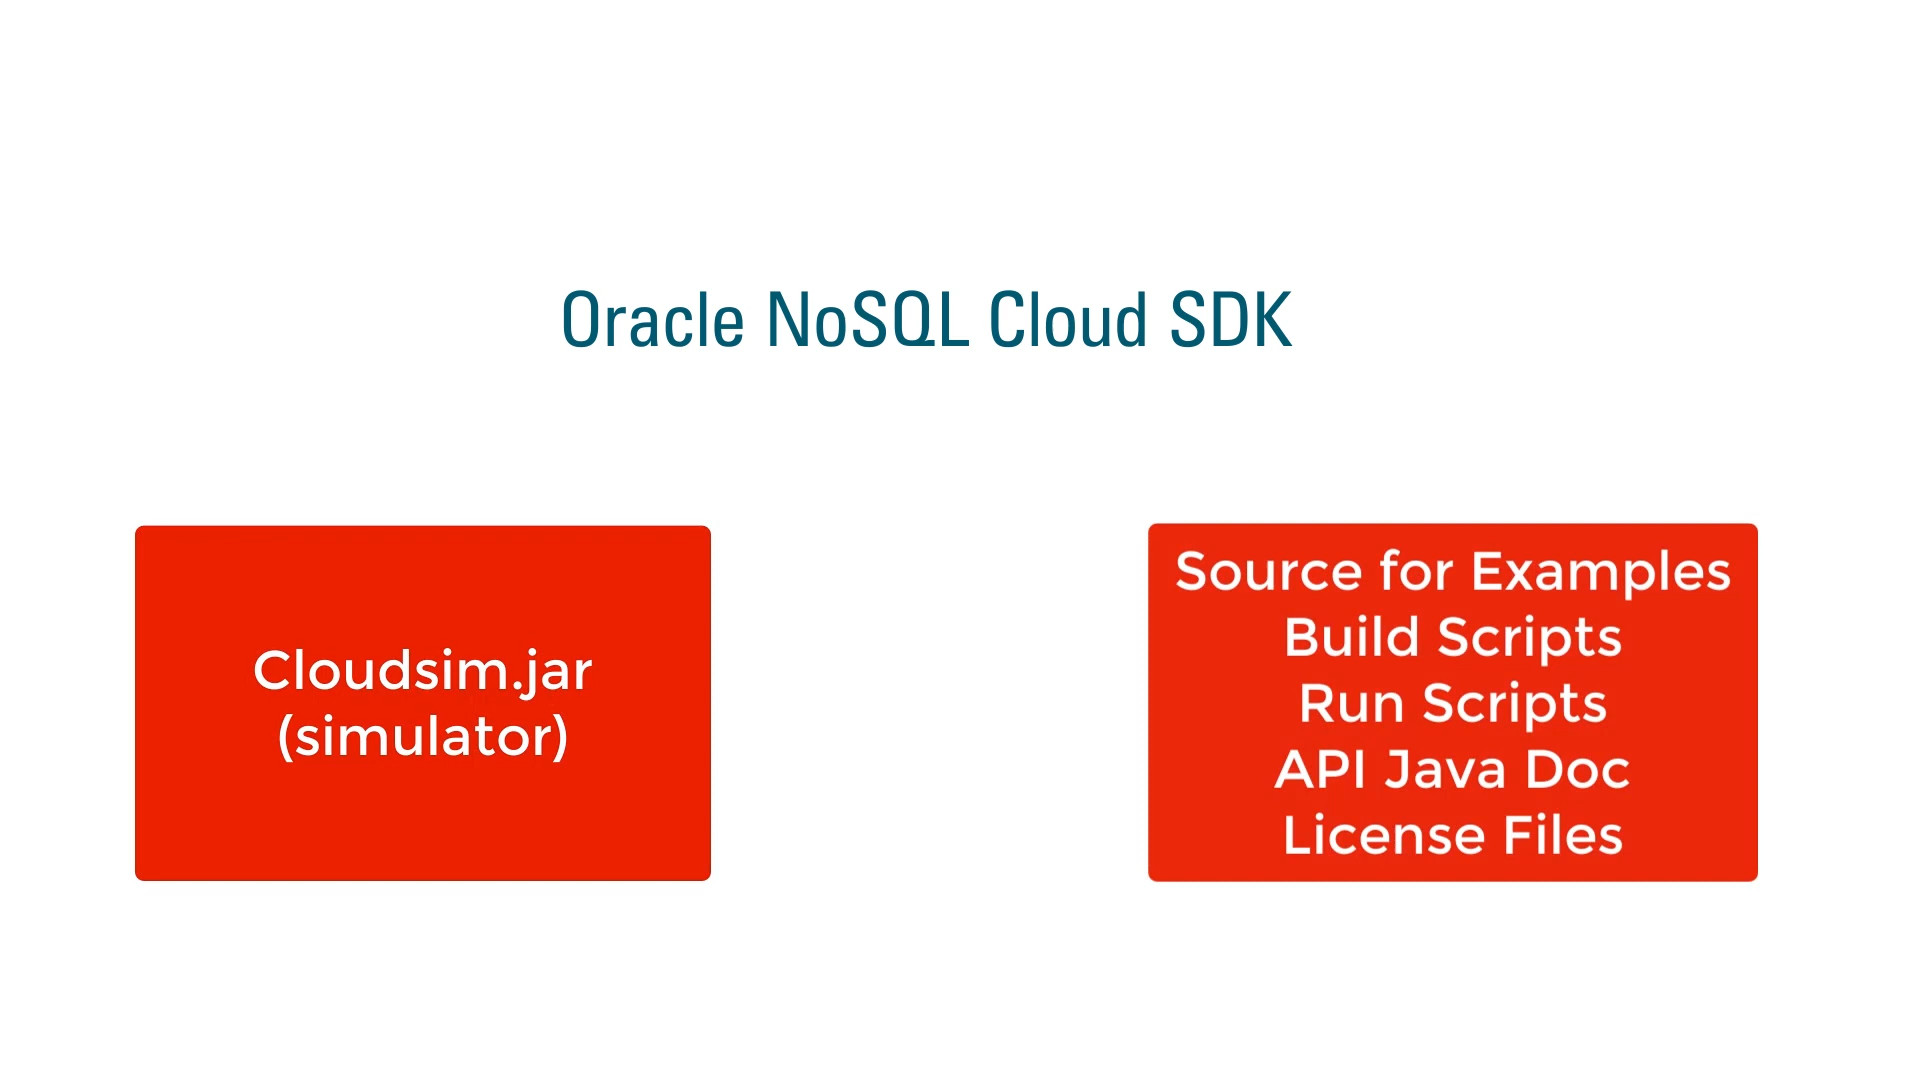 Oracle NoSQL Cloud SDK
Cloudsim.jar
(simulator)
Source for Examples
Build Scripts
Run Scripts
API Java Doc
License Files